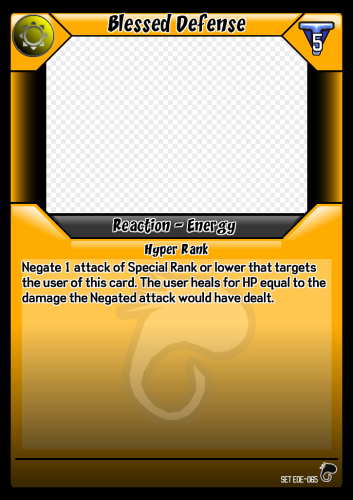 Blessed Defense
5
Reaction - Energy
Hyper Rank
Negate 1 attack of Special Rank or lower that targets
the user of this card. The user heals for HP equal to the
damage the Negated attack would have dealt.
SET EDE-065